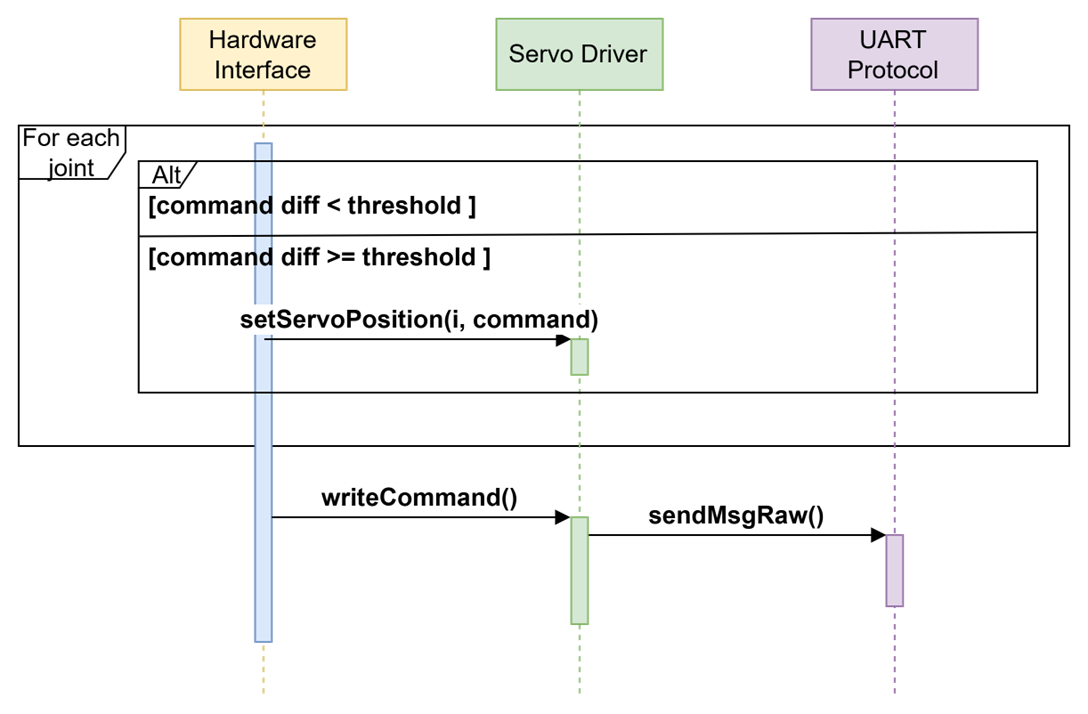 Hardware
Interface
Servo Driver
UART
Protocol
For each
joint
Alt
[command diff < threshold ]
[command diff >= threshold ]
setServoPosition(i, command)
writeCommand()
sendMsgRaw()